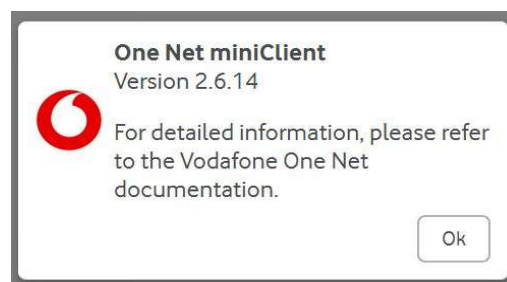 One Net miniClient
Version 2.6.14
For detailed information, please refer
to the Vodafone One Net
documentation.
Ok